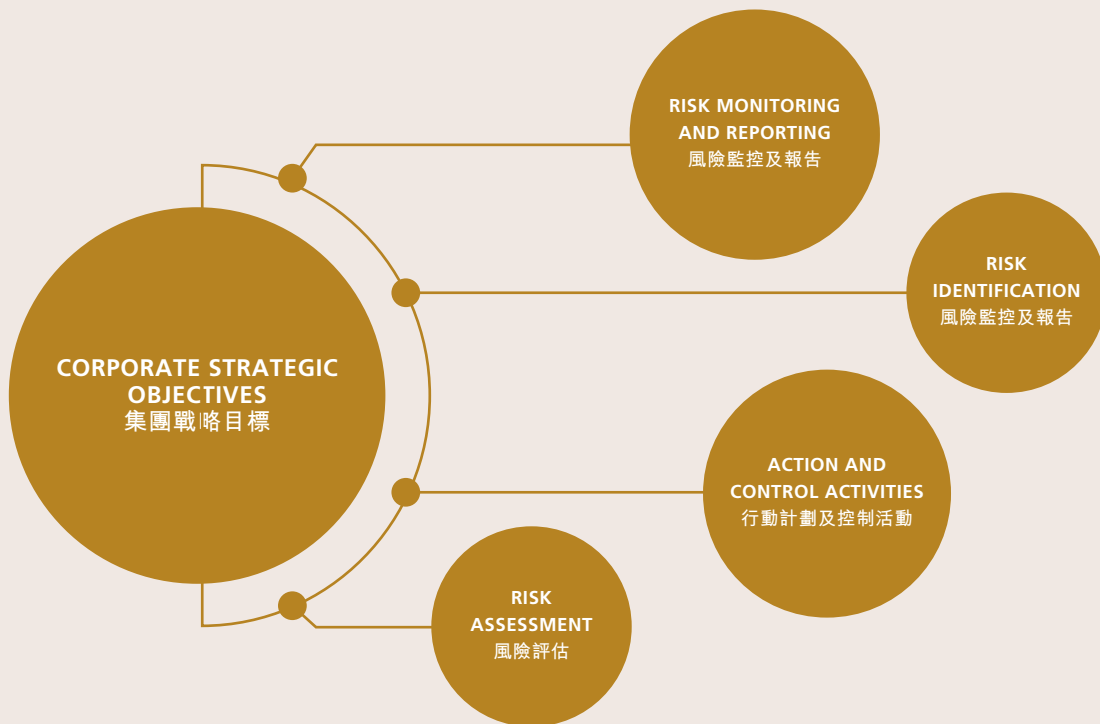 RISK MONITORING
AND REPORTING
風險監控及報告
RISK
IDENTIFICATION
風險監控及報告
CORPORATE STRATEGIC
OBJECTIVES
集團戰略目標
ACTION AND
CONTROL ACTIVITIES
行動計劃及控制活動
RISK
ASSESSMENT
風險評估